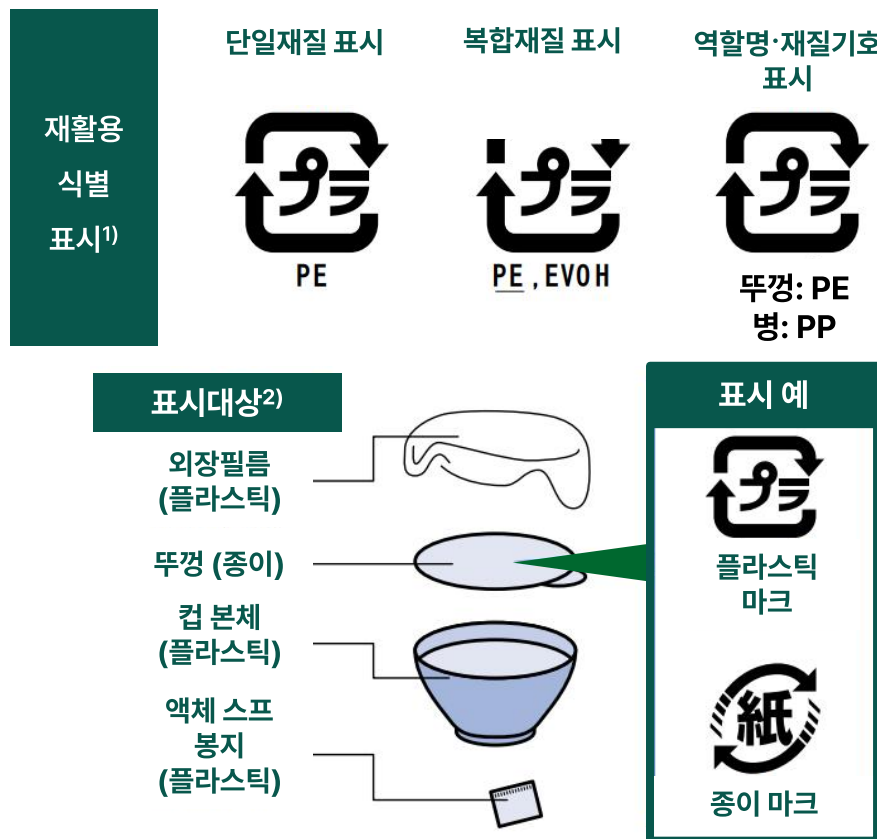 재활용
식별
표시1)
단일재질 표시
복합재질 표시
역할명·재질기호
표시
プラ
PE
プラ
PE,EVOH
プラ
뚜껑: PE
병: PP
표시대상2)
외장필름
(플라스틱)
뚜껑 (종이)
컵 본체
(플라스틱)
액체 스프
봉지
(플라스틱)
표시 예
プラ
플라스틱
마크
紙
종이 마크